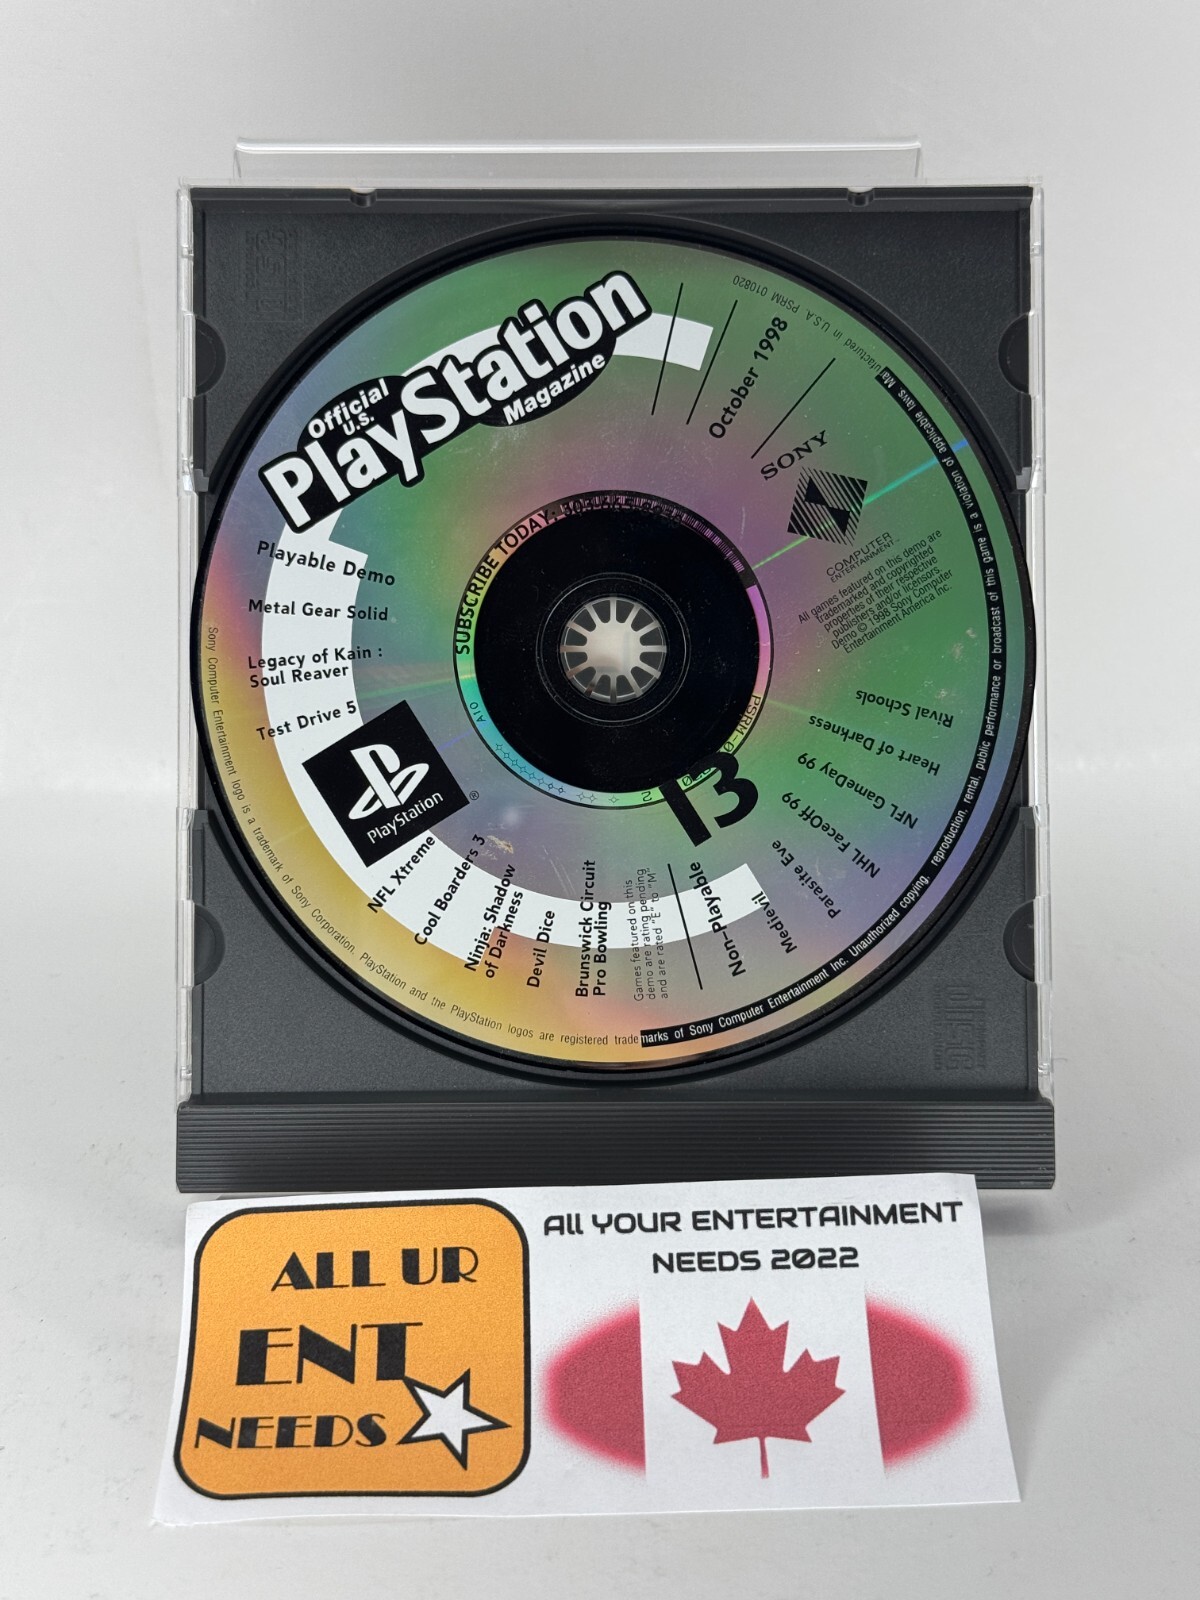 Official
U.S.
PlayStation
Magazine
October 1998
SONY
COMPUTER
ENTERTAINMENT™
All games featured on this demo are
trademarked and copyrighted
properties of their respective
publishers and/or licensors.
Demo © 1998 Sony Computer
Entertainment America Inc.
SUBSCRIBE TODAY:
Playable Demo
Metal Gear Solid
Legacy of Kain :
Soul Reaver
Test Drive 5
PlayStation
®
NFL Xtreme
Cool Boarders 3
Ninja: Shadow
of Darkness
Devil Dice
Brunswick Circuit
Pro Bowling
Games featured on this
demo are rating pending
and are rated "E" to "M"
13
Non-Playable
Medievil
Parasite Eve
NHL FaceOff 99
NFL GameDay 99
Heart of Darkness
Rival Schools
Sony Computer Entertainment logo is a trademark of Sony Corporation. PlayStation and the PlayStation logos are registered trademarks of Sony Computer Entertainment Inc. Unauthorized copying, reproduction, rental, public performance or broadcast of this game is a violation of applicable laws. Manufactured in U.S.A. PSRM 010820
ALL UR
ENT
NEEDS
All YOUR ENTERTAINMENT
NEEDS 2022